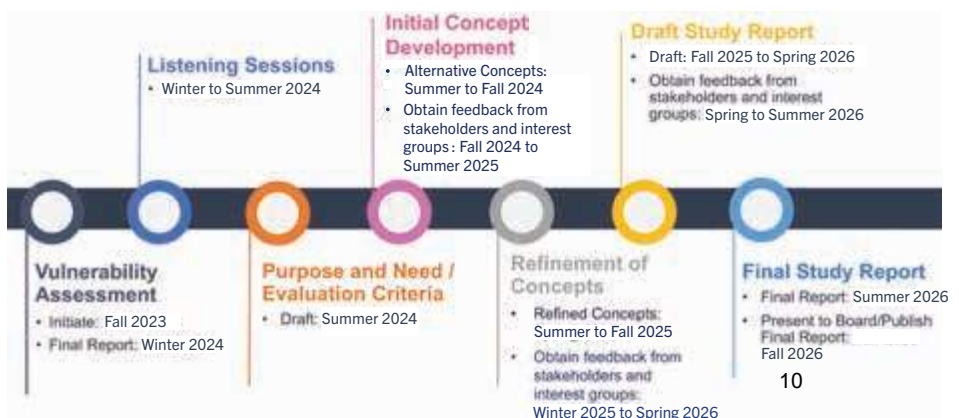 Listening Sessions
• Winter to Summer 2024
Initial Concept
Development
• Alternative Concepts:
Summer to Fall 2024
• Obtain feedback from
stakeholders and interest
groups: Fall 2024 to
Summer 2025
Draft Study Report
• Draft: Fall 2025 to Spring 2026
• Obtain feedback from
stakeholders and interest
groups: Spring to Summer 2026
Vulnerability
Assessment
• Initiate: Fall 2023
• Final Report: Winter 2024
Purpose and Need /
Evaluation Criteria
• Draft: Summer 2024
Refinement of
Concepts
• Refined Concepts:
Summer to Fall 2025
• Obtain feedback from
stakeholders and
interest groups:
Winter 2025 to Spring 2026
Final Study Report
• Final Report: Summer 2026
• Present to Board/Publish
Final Report:
Fall 2026
10